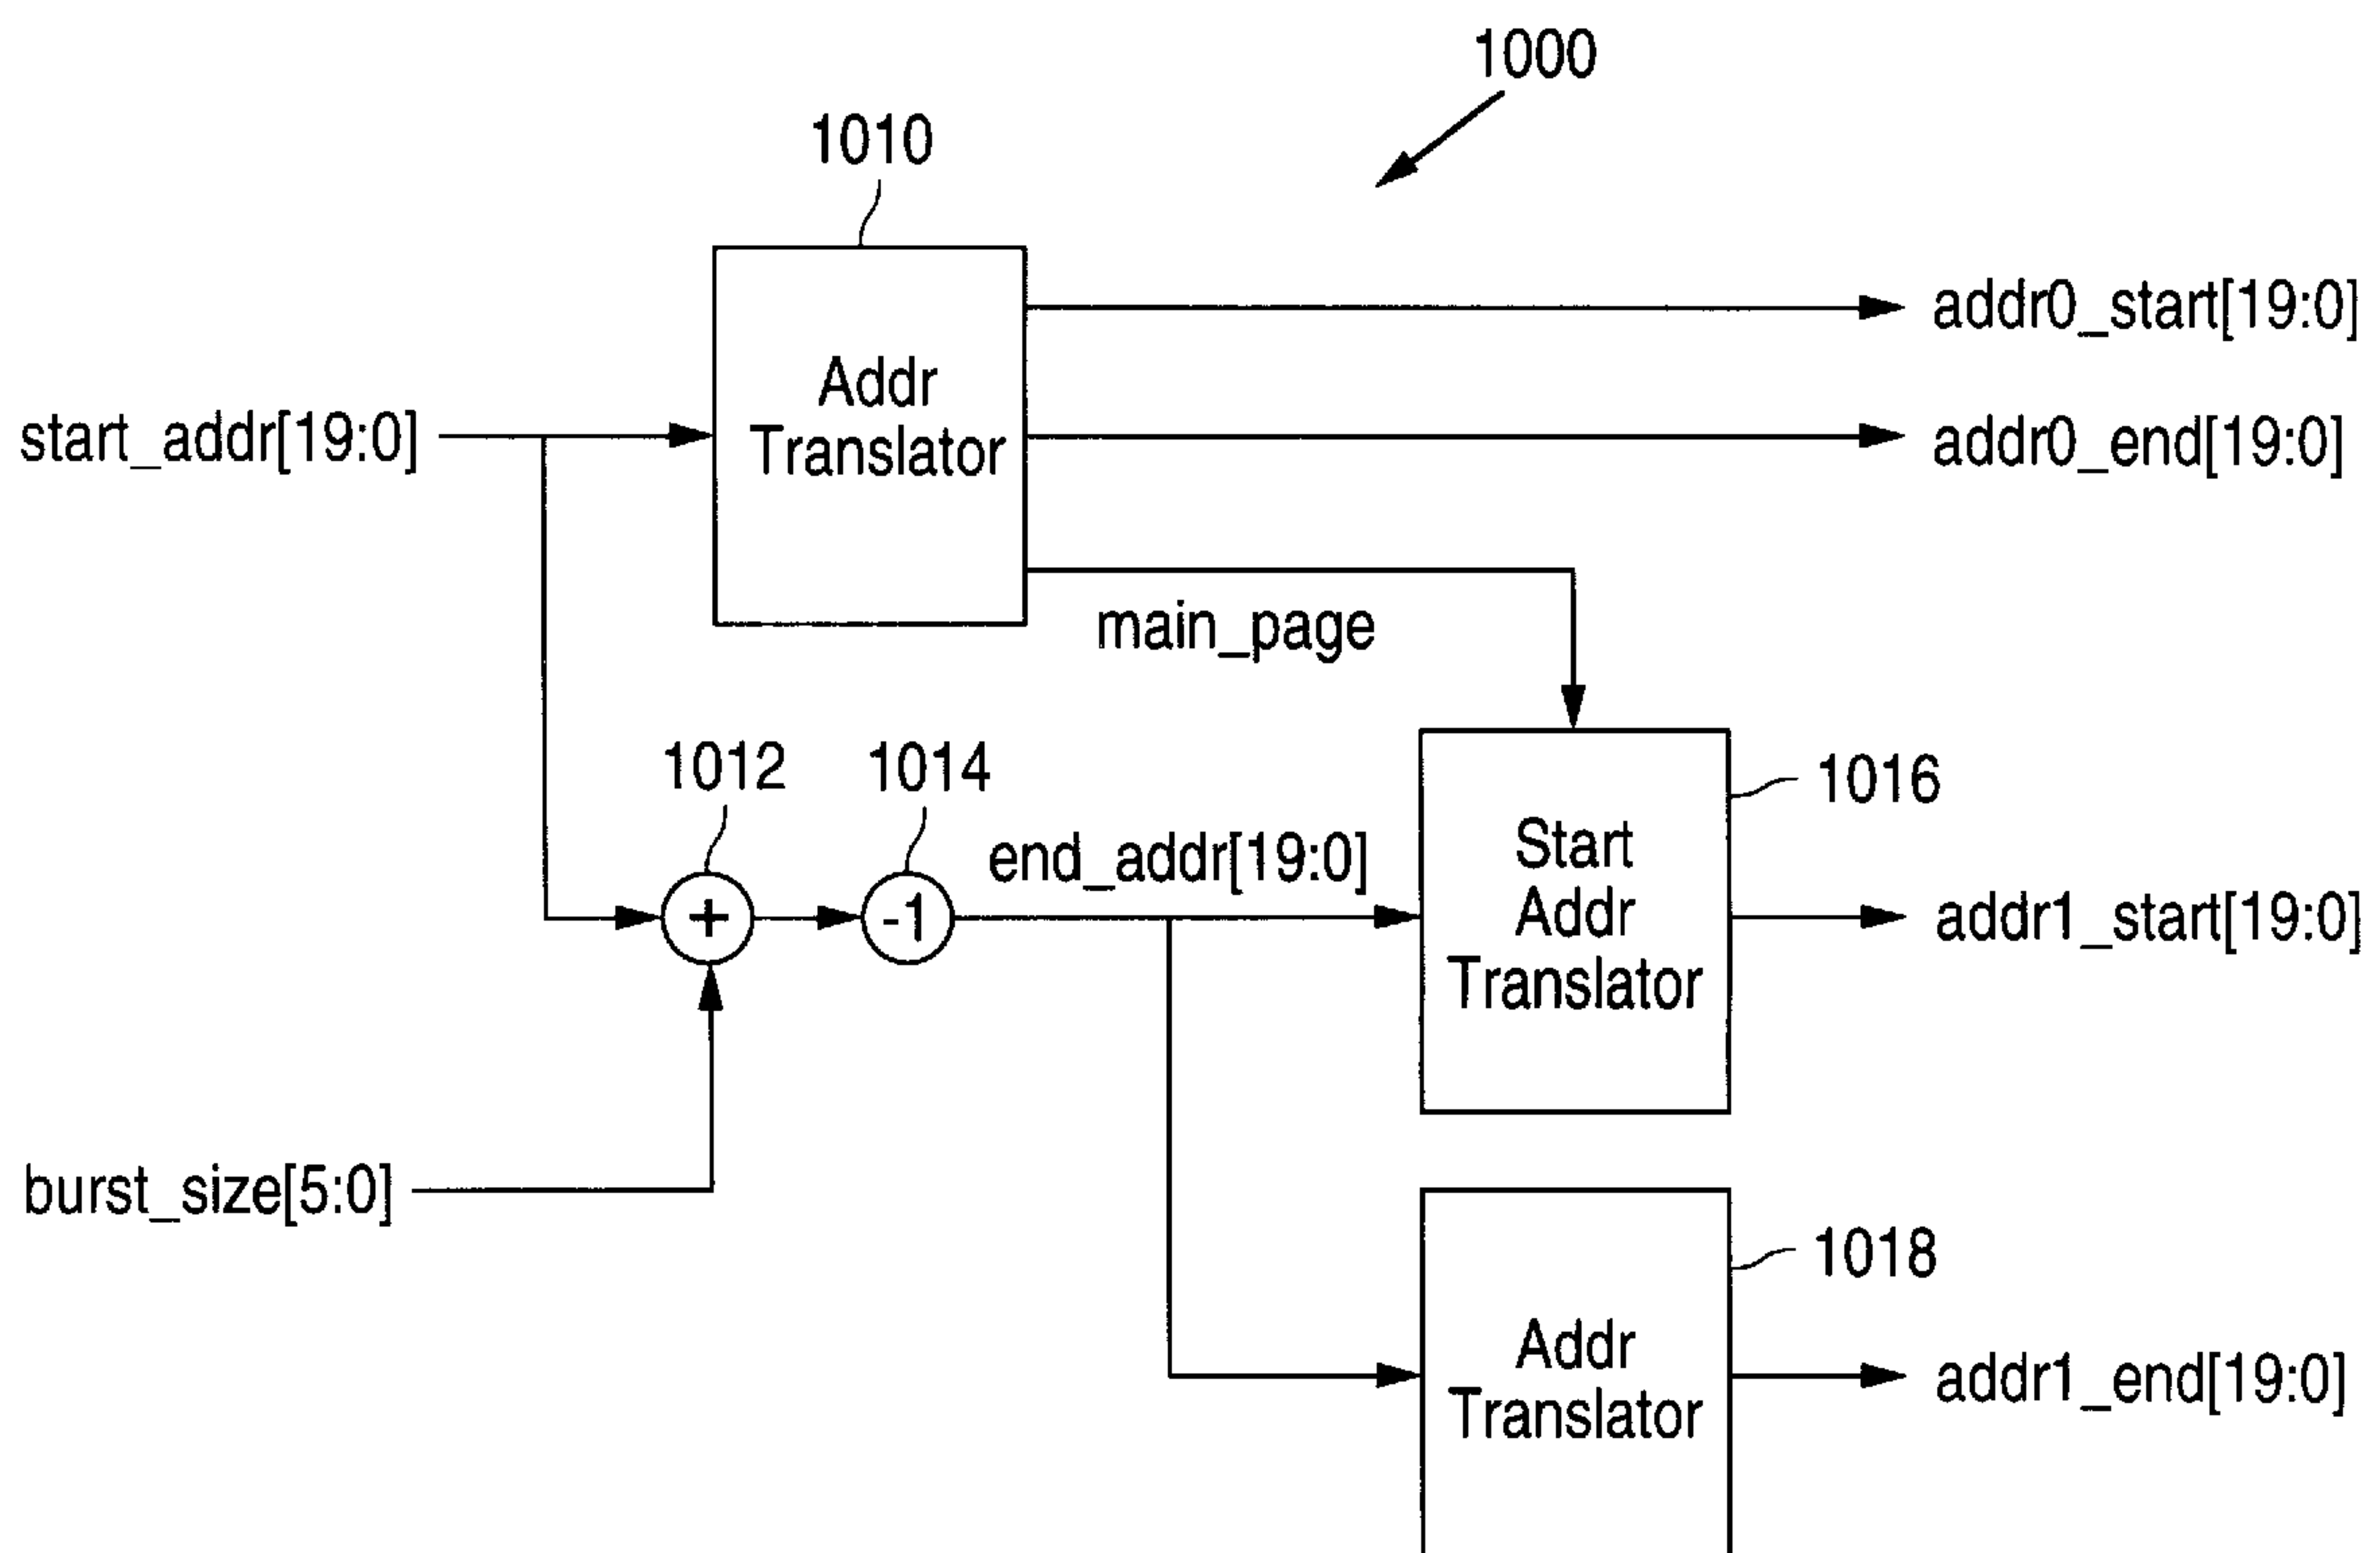 1000
1010
Addr
Translator
addr0_start[19:0]
start_addr[19:0]
addr0_end[19:0]
main_page
1012
1014
end_addr[19:0]
+
-1
1016
Start
Addr
Translator
addr1_start[19:0]
burst_size[5:0]
1018
Addr
Translator
addr1_end[19:0]